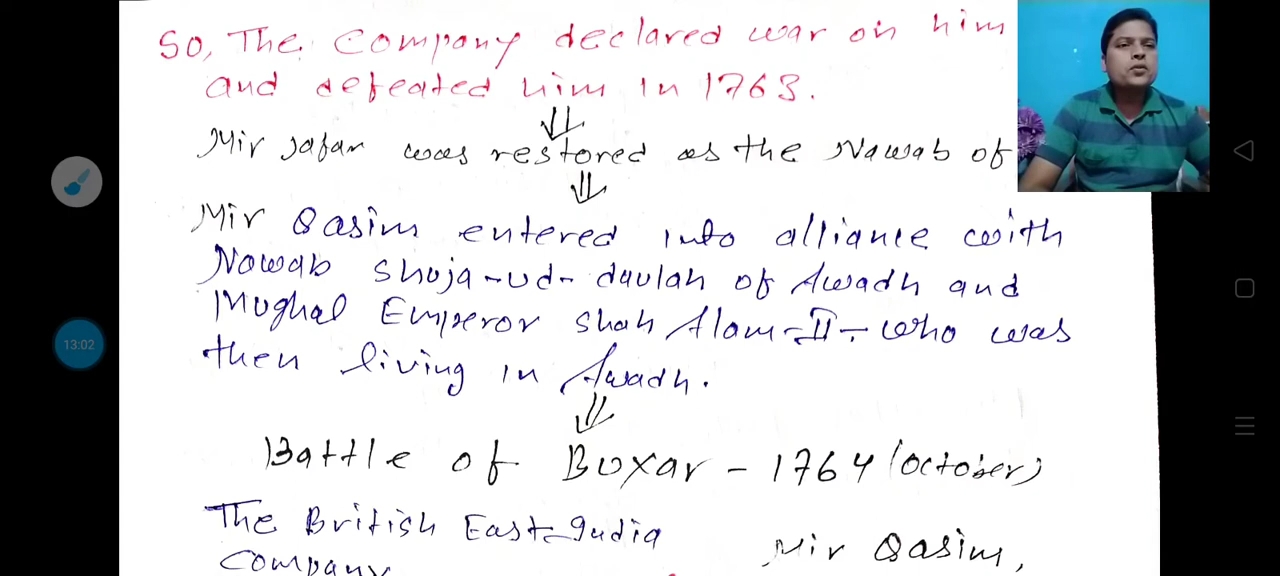 So, The Company declared war on him
and defeated him in 1763.
Mir Jafar was restored as the Nawab of
Mir Qasim entered into alliance with
Nawab Shuja-ud-daulah of Awadh and
Mughal Emperor Shah Alam-II- who was
then living in Awadh.
13:02
Battle of Buxar - 1764 (October)
The British East-India
Company
Mir Qasim,